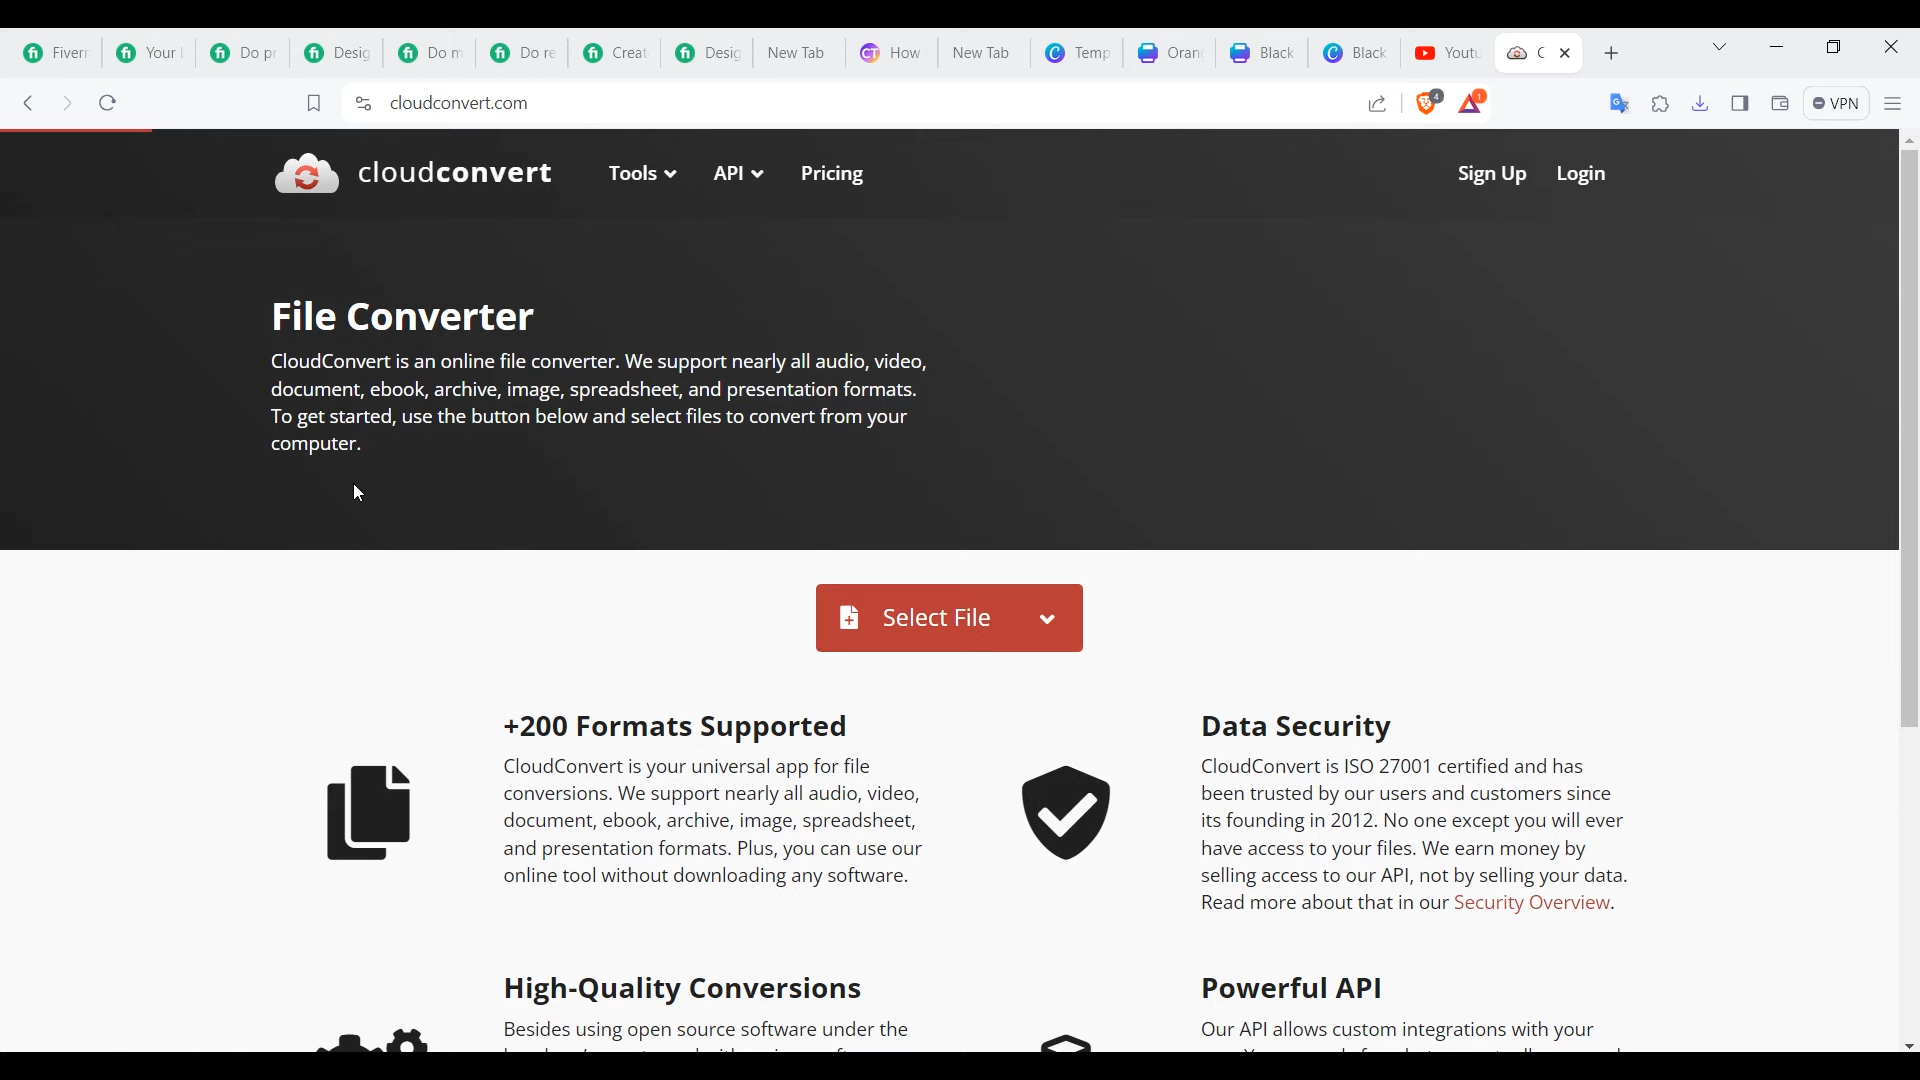 Fiverr
Your
Do pr
Desig
Do m
Do re
Creat
Desig
New Tab
CT How
New Tab
Temp
Orang
Black
Black
Youtu
C
cloudconvert.com
4
1
VPN
cloudconvert
Tools
API
Pricing
Sign Up
Login
File Converter
CloudConvert is an online file converter. We support nearly all audio, video,
document, ebook, archive, image, spreadsheet, and presentation formats.
To get started, use the button below and select files to convert from your
computer.
Select File
+200 Formats Supported
CloudConvert is your universal app for file
conversions. We support nearly all audio, video,
document, ebook, archive, image, spreadsheet,
and presentation formats. Plus, you can use our
online tool without downloading any software.
Data Security
CloudConvert is ISO 27001 certified and has
been trusted by our users and customers since
its founding in 2012. No one except you will ever
have access to your files. We earn money by
selling access to our API, not by selling your data.
Read more about that in our Security Overview.
High-Quality Conversions
Besides using open source software under the
Powerful API
Our API allows custom integrations with your